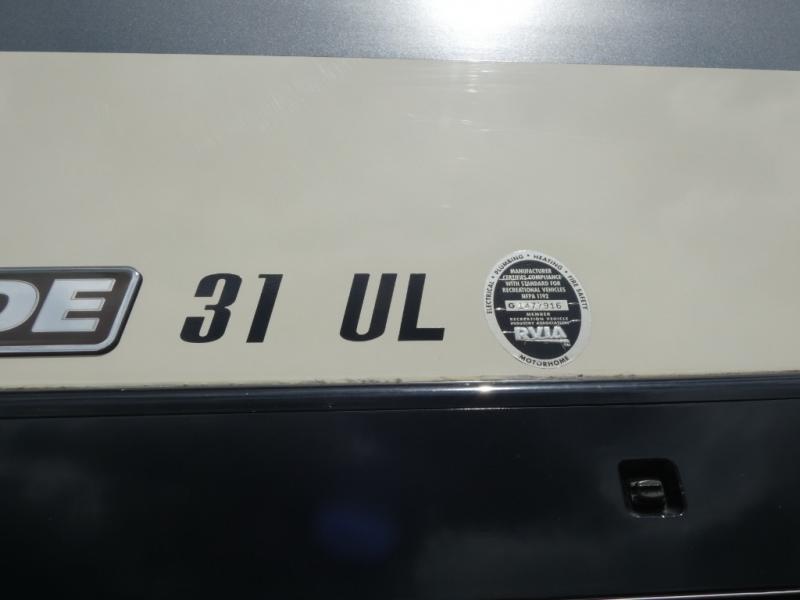 DE
31 UL
ELECTRICAL • PLUMBING • HEATING • FIRE SAFETY
MANUFACTURER
CERTIFIES COMPLIANCE
WITH STANDARD FOR
RECREATIONAL VEHICLES
NFPA 1192
G 1477916
MEMBER
RECREATION VEHICLE
INDUSTRY ASSOCIATION
RVIA
MOTORHOME